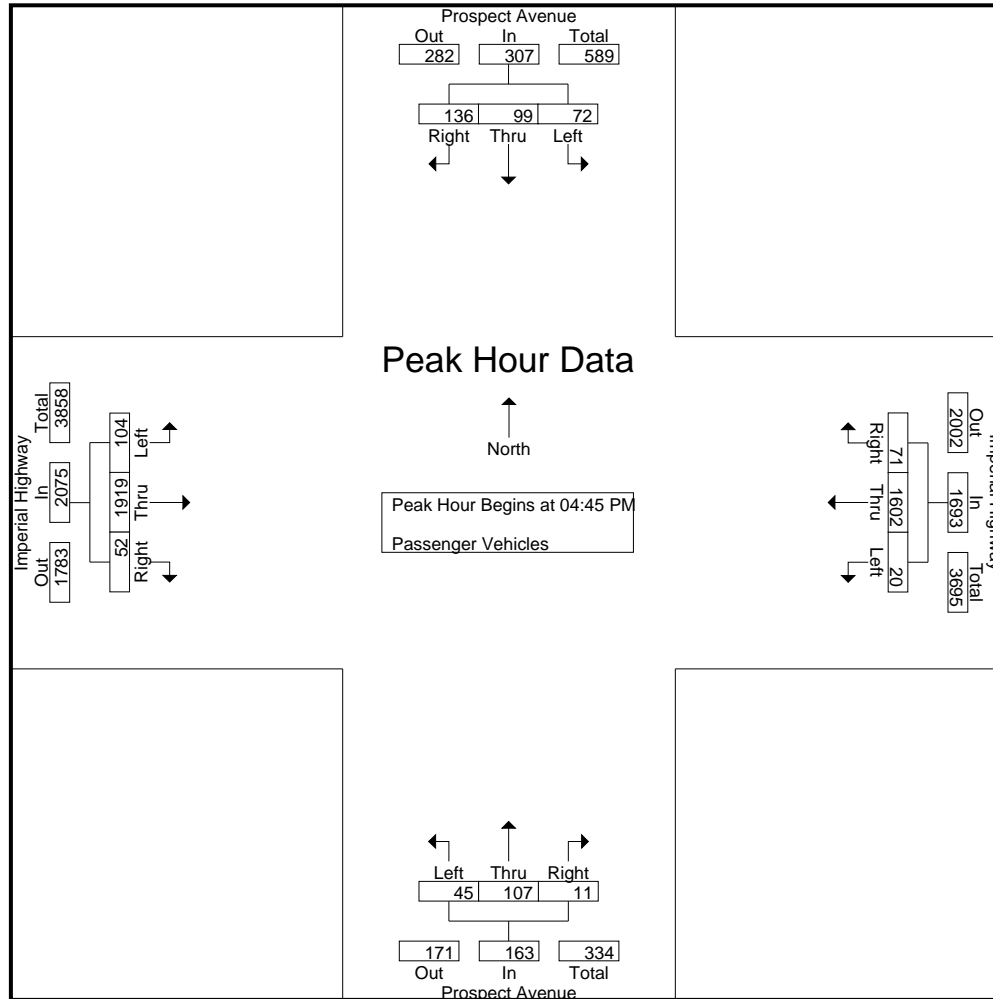 Prospect Avenue
Out In Total
282 307 589
136 99 72
Right Thru Left
Peak Hour Data
North
Peak Hour Begins at 04:45 PM
Passenger Vehicles
Imperial Highway
Total In Out
3858 2075 1783
104 1919 52
Left Thru Right
Imperial Highway
Out In Total
2002 1693 3695
71 1602 20
Right Thru Left
Left Thru Right
45 107 11
171 163 334
Out In Total
Prospect Avenue